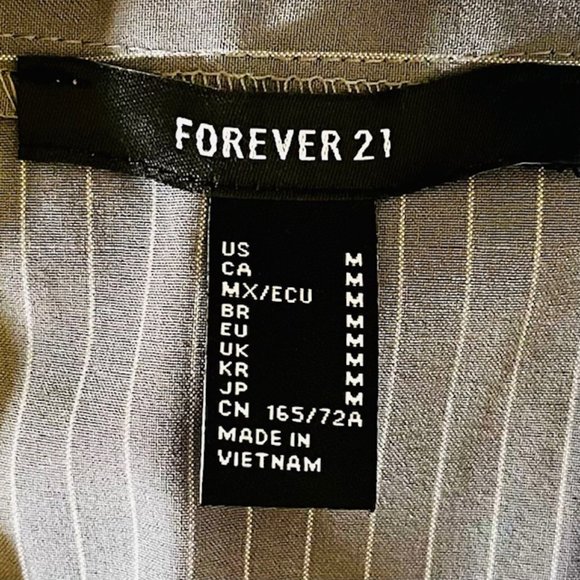 FOREVER 21
US M
CA M
MX/ECU M
BR M
EU M
UK M
KR M
JP M
CN 165/72A
MADE IN
VIETNAM